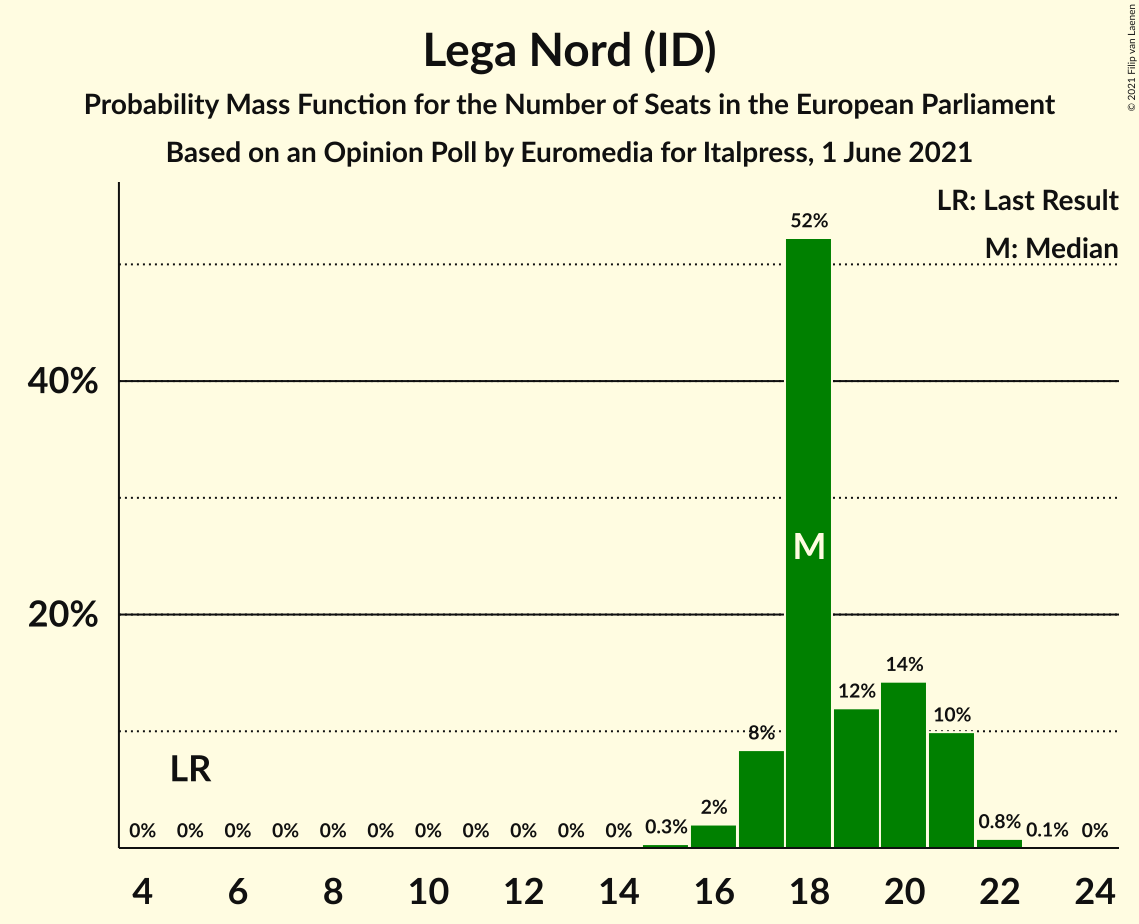 Lega Nord (ID)
Probability Mass Function for the Number of Seats in the European Parliament
Based on an Opinion Poll by Euromedia for Italpress, 1 June 2021
© 2021 Filip van Laenen
LR: Last Result
M: Median
52%
40%
M
20%
14%
12%
10%
8%
LR
2%
0% 0% 0% 0% 0% 0% 0% 0% 0% 0% 0% 0.3% 0.8% 0.1% 0%
4 6 8 10 12 14 16 18 20 22 24